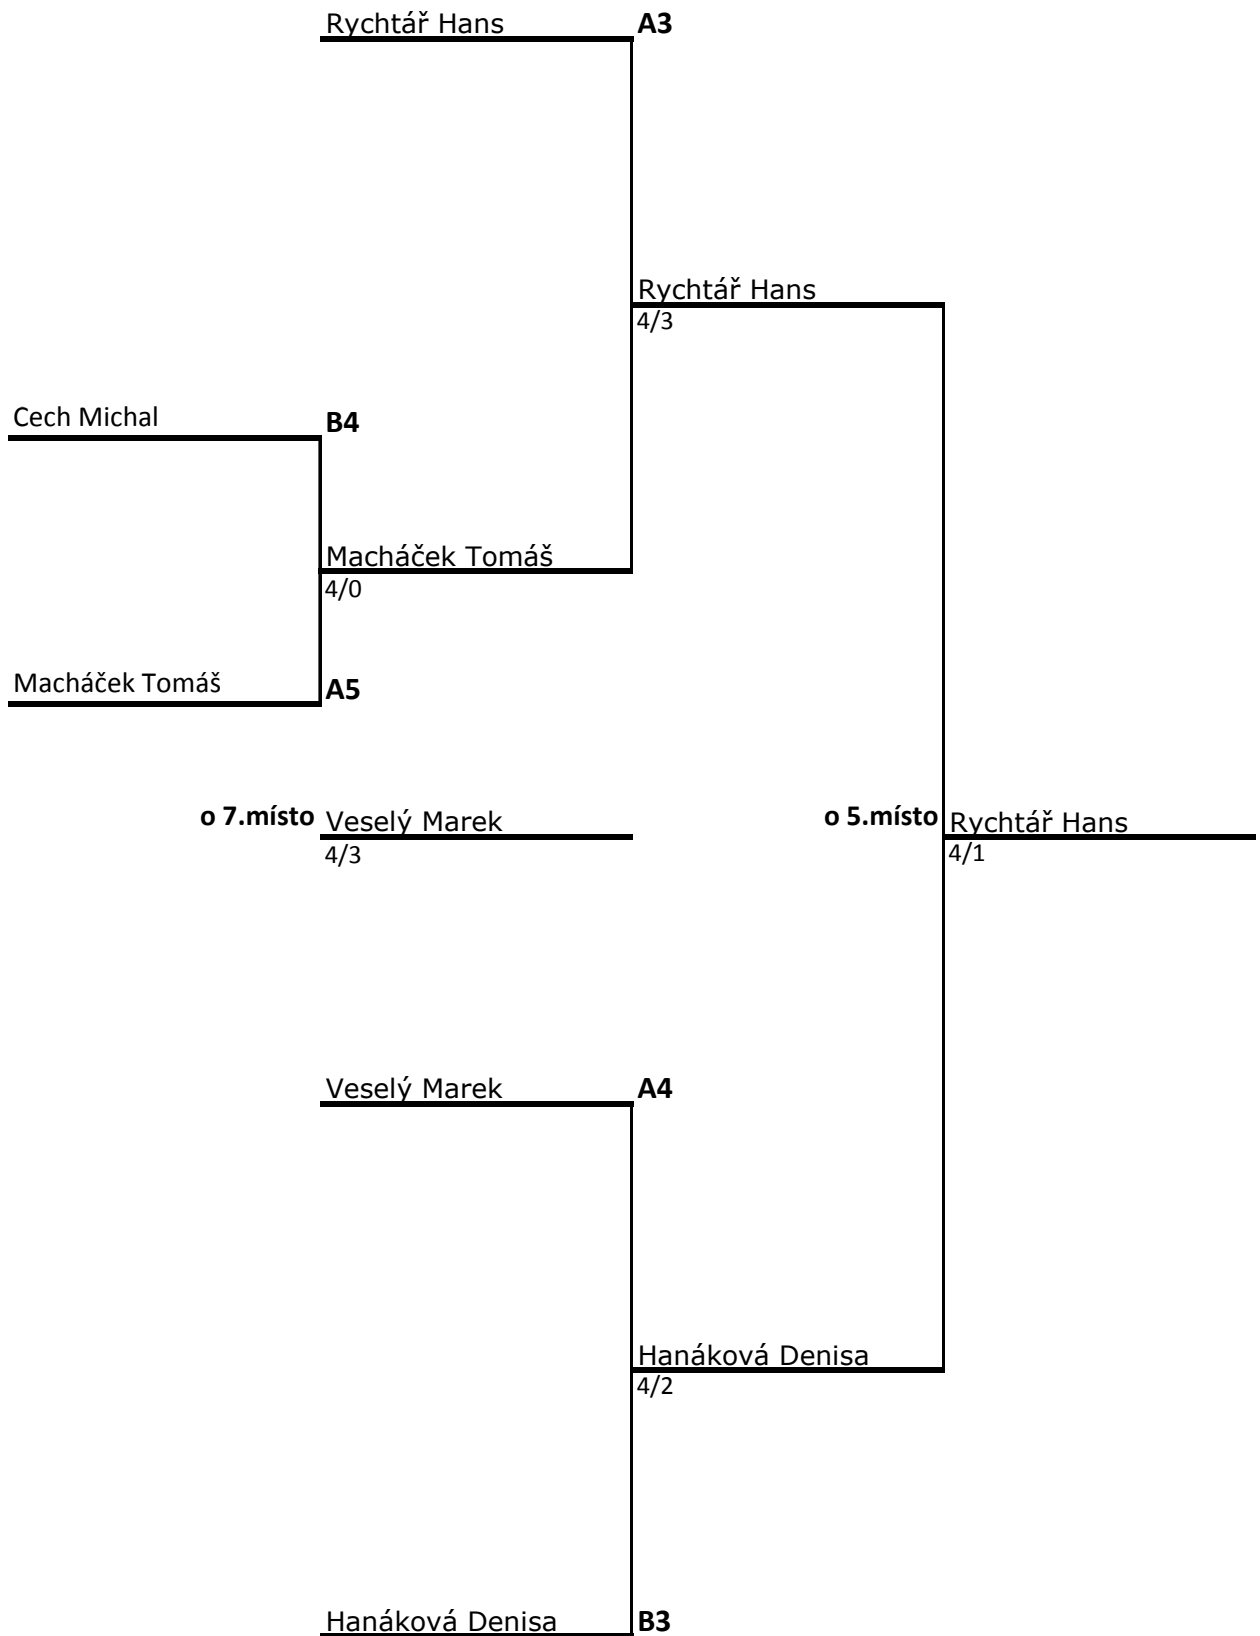 Rychtář Hans A3
Rychtář Hans
4/3
Cech Michal B4
Macháček Tomáš
4/0
Macháček Tomáš A5
o 7.místo Veselý Marek o 5.místo Rychtář Hans
4/3 4/1
Veselý Marek A4
Hanáková Denisa
4/2
Hanáková Denisa B3